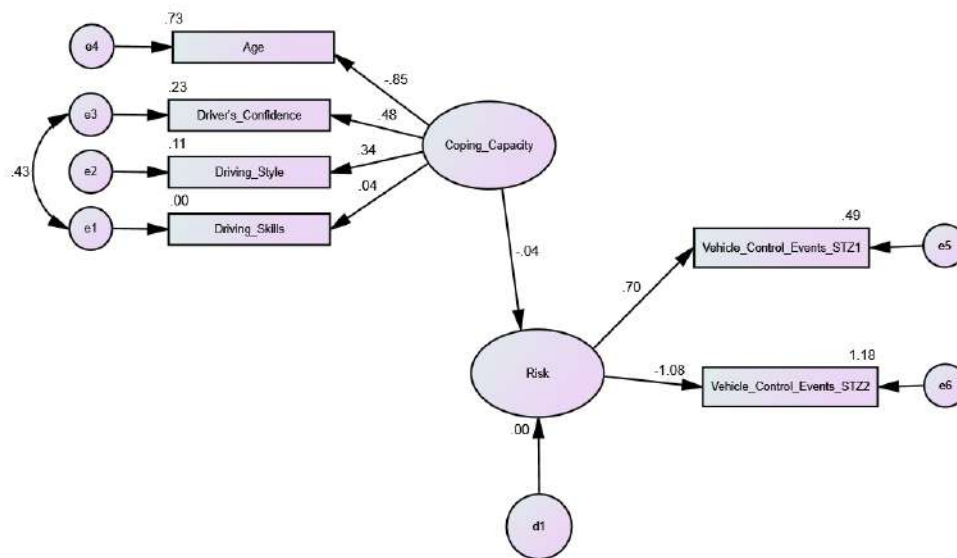 .73
e4
Age
-.85
.23
e3
Driver's_Confidence
.48
Coping_Capacity
.11
.43
e2
Driving_Style
.34
.00
.04
e1
Driving_Skills
-.04
.49
Vehicle_Control_Events_STZ1
e5
.70
1.18
Risk
-1.08
Vehicle_Control_Events_STZ2
e6
.00
d1